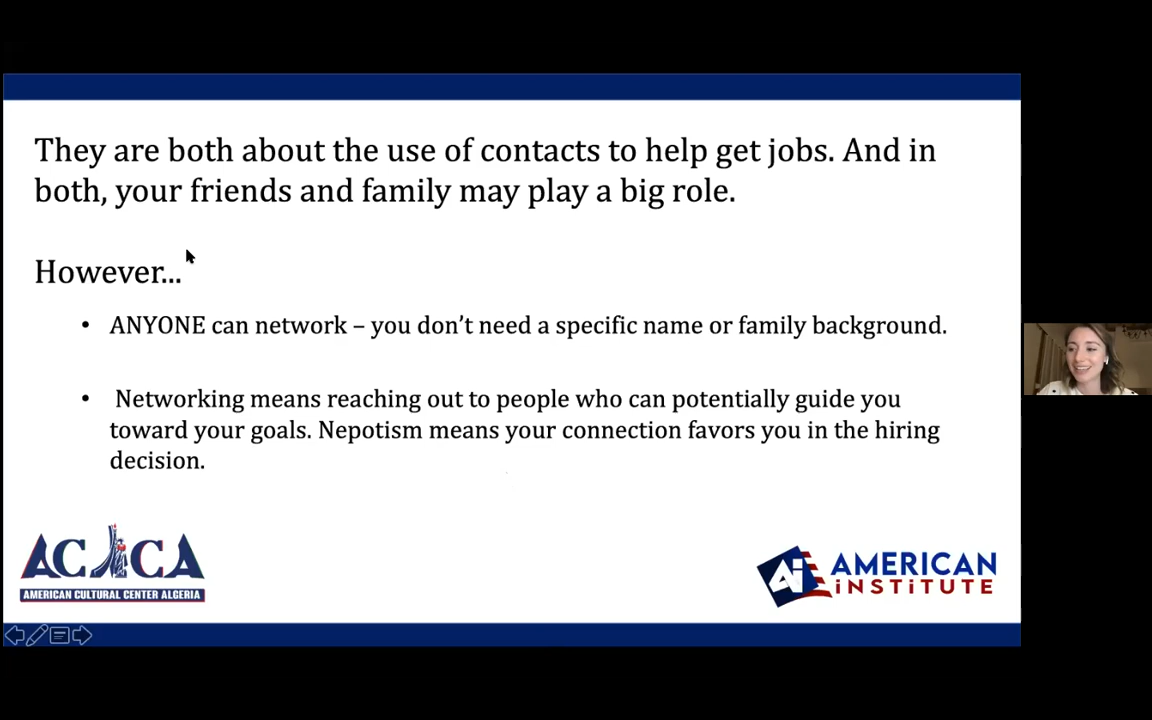 They are both about the use of contacts to help get jobs. And in
both, your friends and family may play a big role.
However...
• ANYONE can network – you don’t need a specific name or family background.
• Networking means reaching out to people who can potentially guide you
toward your goals. Nepotism means your connection favors you in the hiring
decision.
ACCA
AMERICAN CULTURAL CENTER ALGERIA
Ai
AMERICAN
iNSTiTUTE